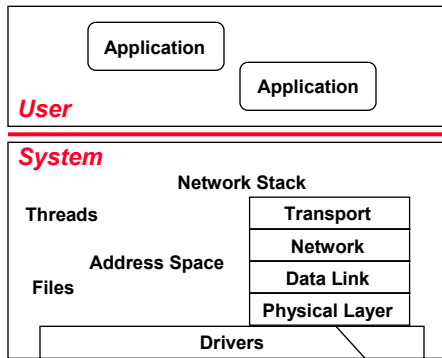 Application
Application
User
System
Network Stack
Threads
Transport
Network
Address Space
Data Link
Files
Physical Layer
Drivers